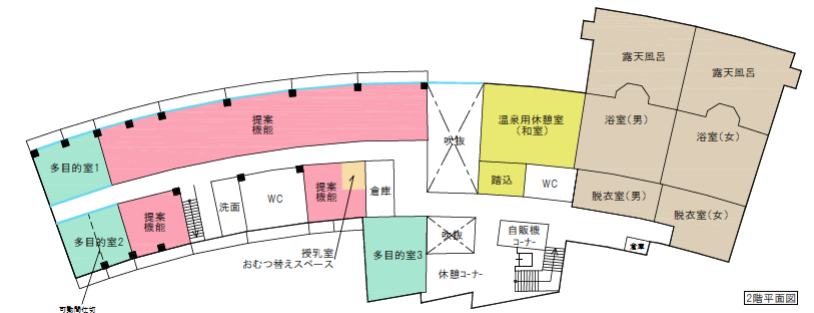 露天風呂
露天風呂
提案
機能
吹抜
温泉用休憩室
(和室)
浴室(男)
浴室(女)
多目的室1
踏込
WC
脱衣室(男)
脱衣室(女)
洗面
WC
提案
機能
倉庫
提案
機能
多目的室2
授乳室
おむつ替えスペース
多目的室3
吹抜
自販機
コーナー
休憩コーナー
倉庫
可動間仕切
2階平面図